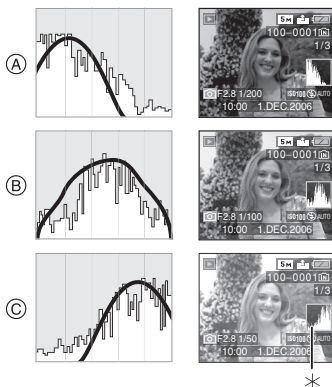 A
5M
100-0001
1/3
F2.8 1/200
ISO100
AUTO
10:00 1.DEC.2006
B
5M
100-0001
1/3
F2.8 1/100
ISO100
AUTO
10:00 1.DEC.2006
C
5M
100-0001
1/3
F2.8 1/50
ISO100
AUTO
10:00 1.DEC.2006
*